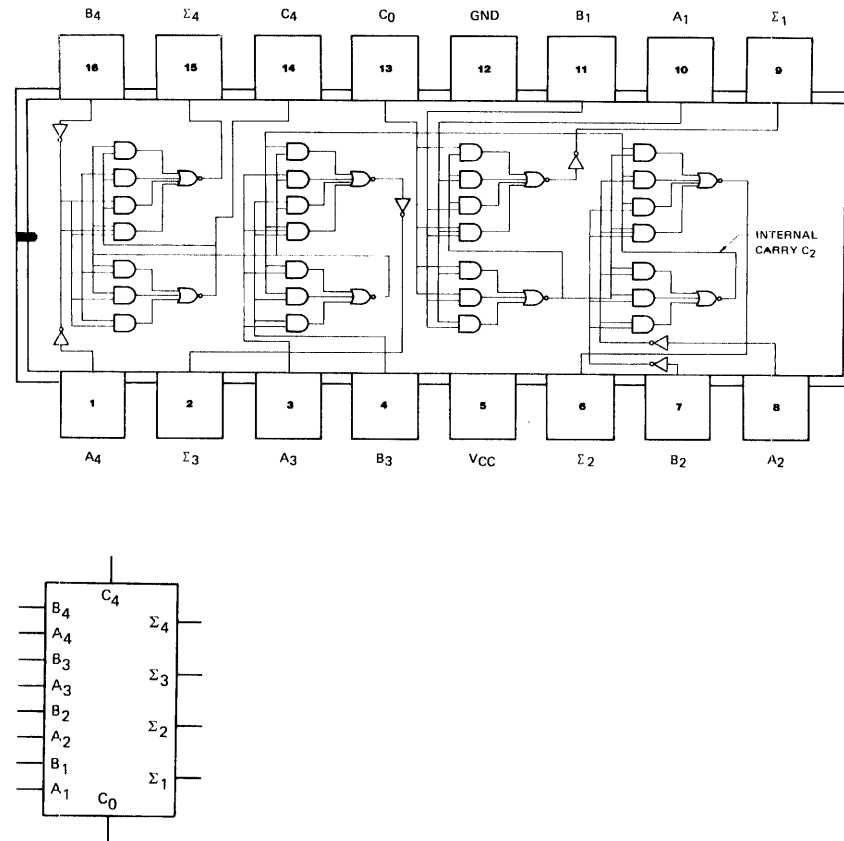 B₄ Σ₄ C₄ C₀ GND B₁ A₁ Σ₁
16 15 14 13 12 11 10 9
INTERNAL
CARRY C₂
1 2 3 4 5 6 7 8
A₄ Σ₃ A₃ B₃ VCC Σ₂ B₂ A₂
C₄
B₄
Σ₄
A₄
B₃
Σ₃
A₃
B₂
Σ₂
A₂
B₁
Σ₁
A₁
C₀